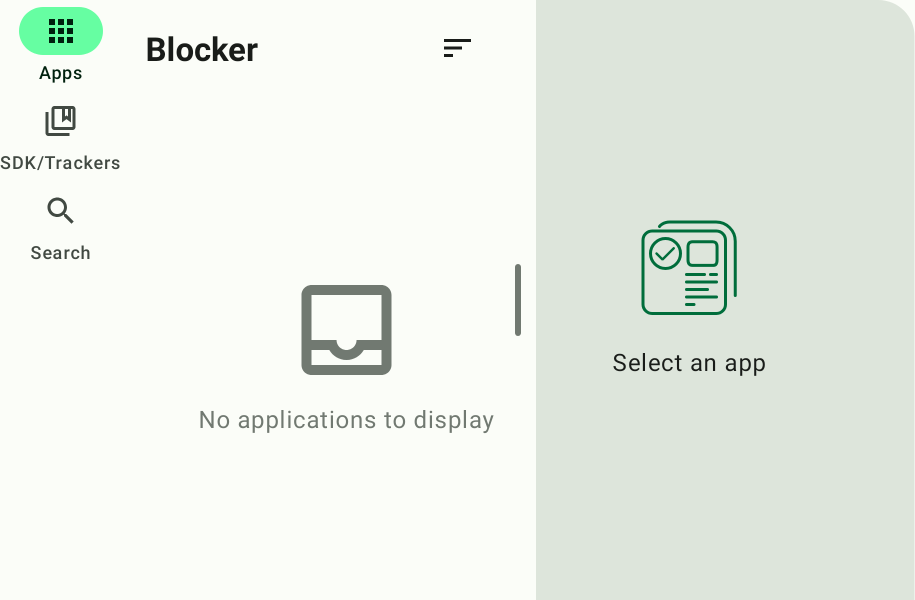 Apps
SDK/Trackers
Search
Blocker
No applications to display
Select an app